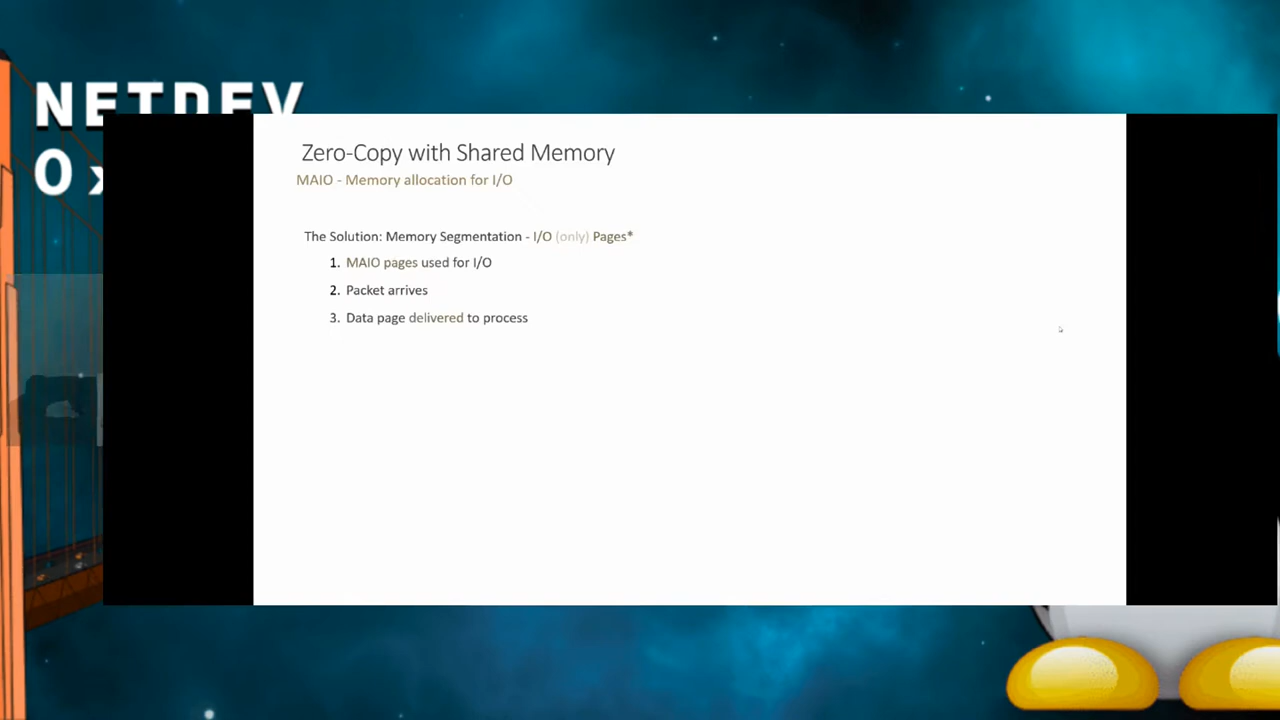 NETDEV
0x
Zero-Copy with Shared Memory
MAIO - Memory allocation for I/O
The Solution: Memory Segmentation - I/O (only) Pages*
1. MAIO pages used for I/O
2. Packet arrives
3. Data page delivered to process